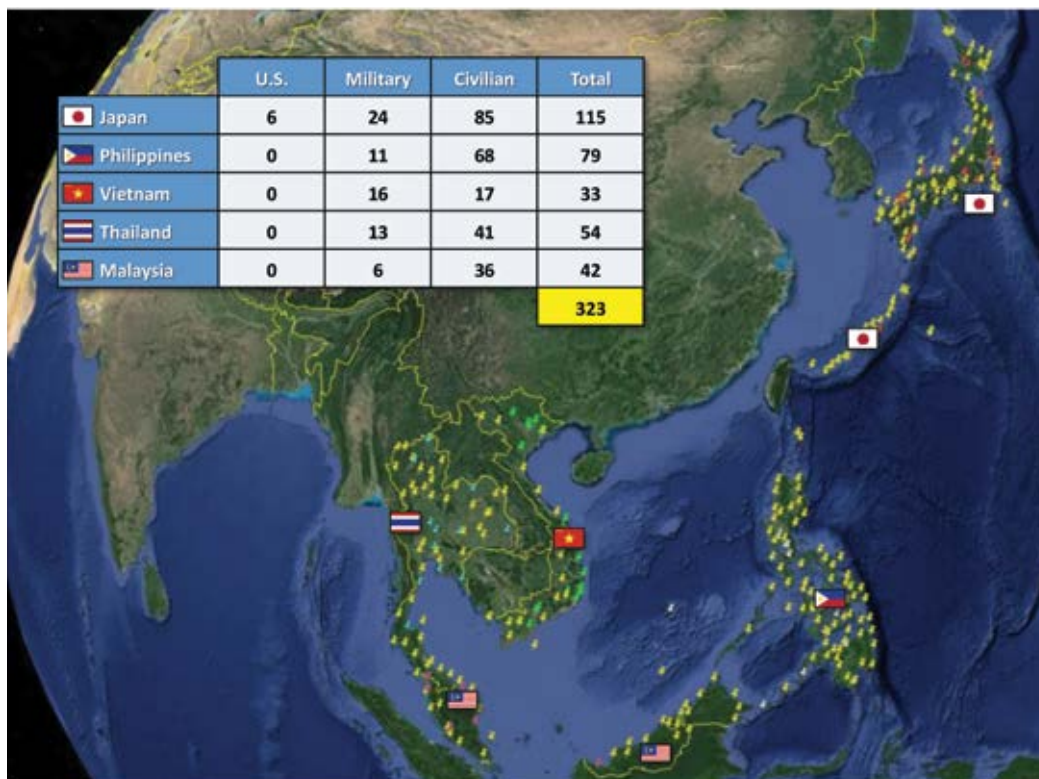 U.S. Military Civilian Total
Japan 6 24 85 115
Philippines 0 11 68 79
Vietnam 0 16 17 33
Thailand 0 13 41 54
Malaysia 0 6 36 42
323